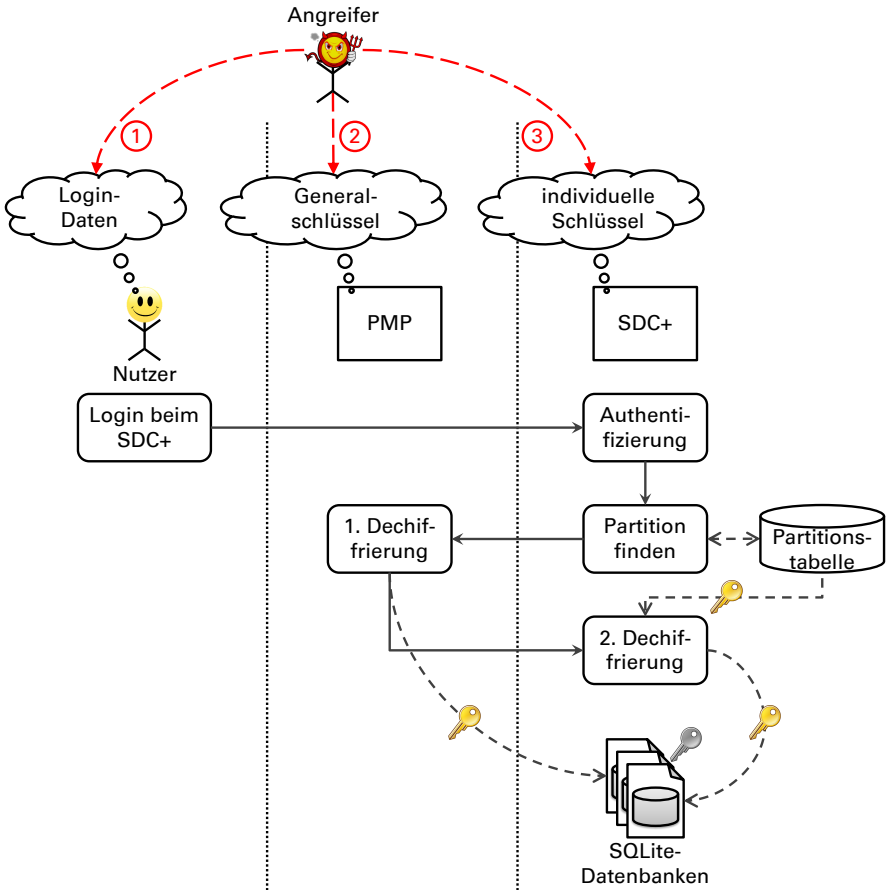 Angreifer
1
2
3
Login-
Daten
General-
schlüssel
individuelle
Schlüssel
PMP
SDC+
Nutzer
Login beim
SDC+
Authenti-
fizierung
1. Dechif-
frierung
Partition
finden
Partitions-
tabelle
2. Dechif-
frierung
SQLite-
Datenbanken